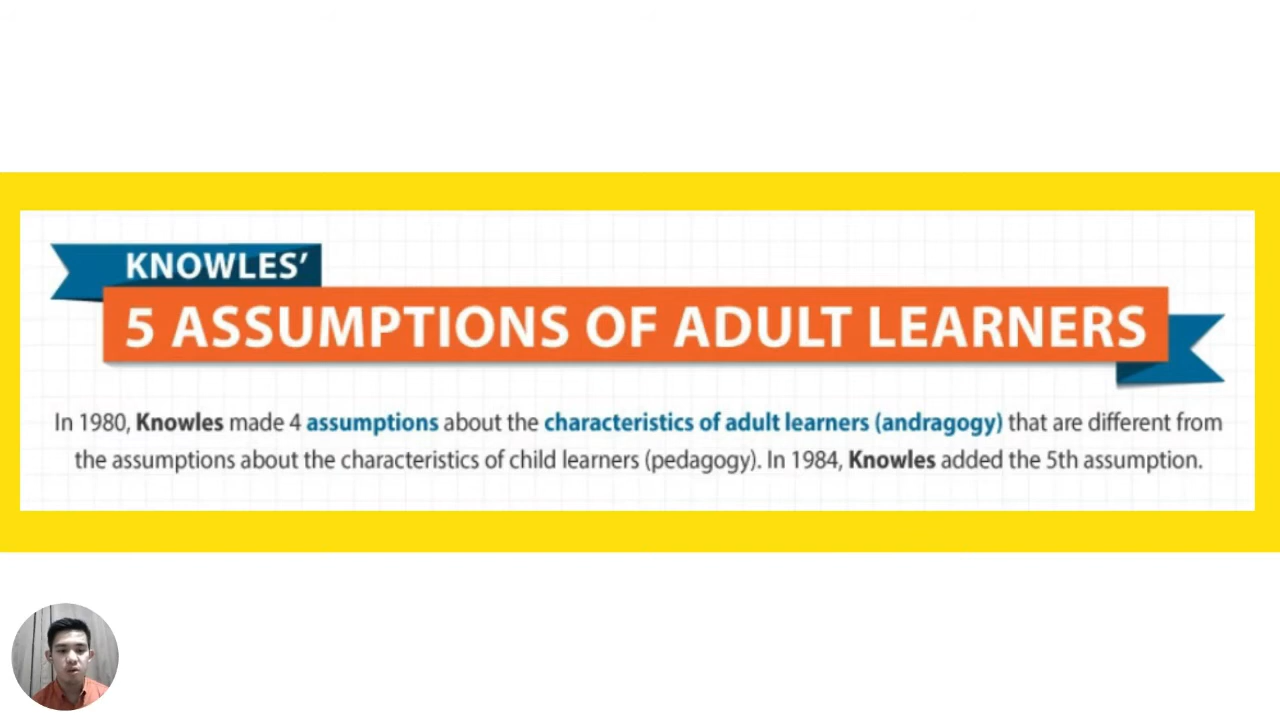 KNOWLES’
5 ASSUMPTIONS OF ADULT LEARNERS
In 1980, Knowles made 4 assumptions about the characteristics of adult learners (andragogy) that are different from
the assumptions about the characteristics of child learners (pedagogy). In 1984, Knowles added the 5th assumption.